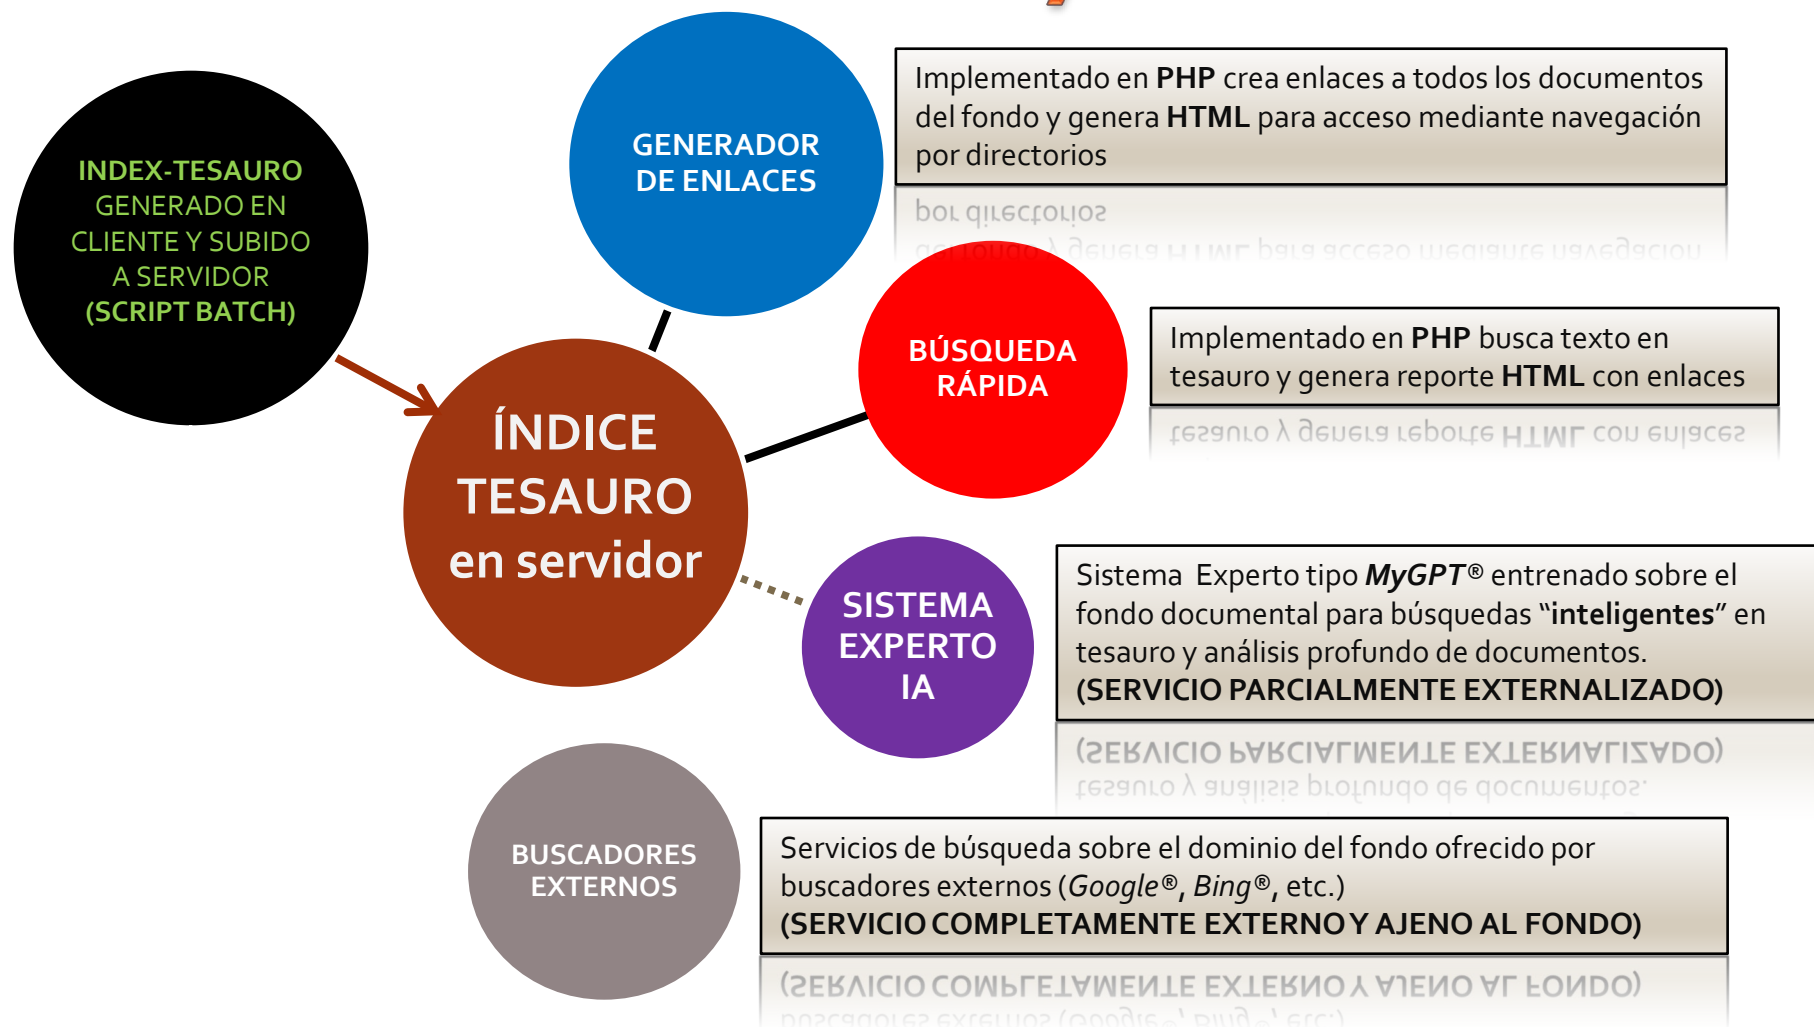 INDEX-TESAURO
GENERADO EN
CLIENTE Y SUBIDO
A SERVIDOR
(SCRIPT BATCH)
GENERADOR
DE ENLACES
Implementado en PHP crea enlaces a todos los documentos
del fondo y genera HTML para acceso mediante navegación
por directorios
BÚSQUEDA
RÁPIDA
Implementado en PHP busca texto en
tesauro y genera reporte HTML con enlaces
ÍNDICE
TESAURO
en servidor
SISTEMA
EXPERTO
IA
Sistema Experto tipo MyGPT® entrenado sobre el
fondo documental para búsquedas “inteligentes” en
tesauro y análisis profundo de documentos.
(SERVICIO PARCIALMENTE EXTERNALIZADO)
BUSCADORES
EXTERNOS
Servicios de búsqueda sobre el dominio del fondo ofrecido por
buscadores externos (Google®, Bing®, etc.)
(SERVICIO COMPLETAMENTE EXTERNO Y AJENO AL FONDO)